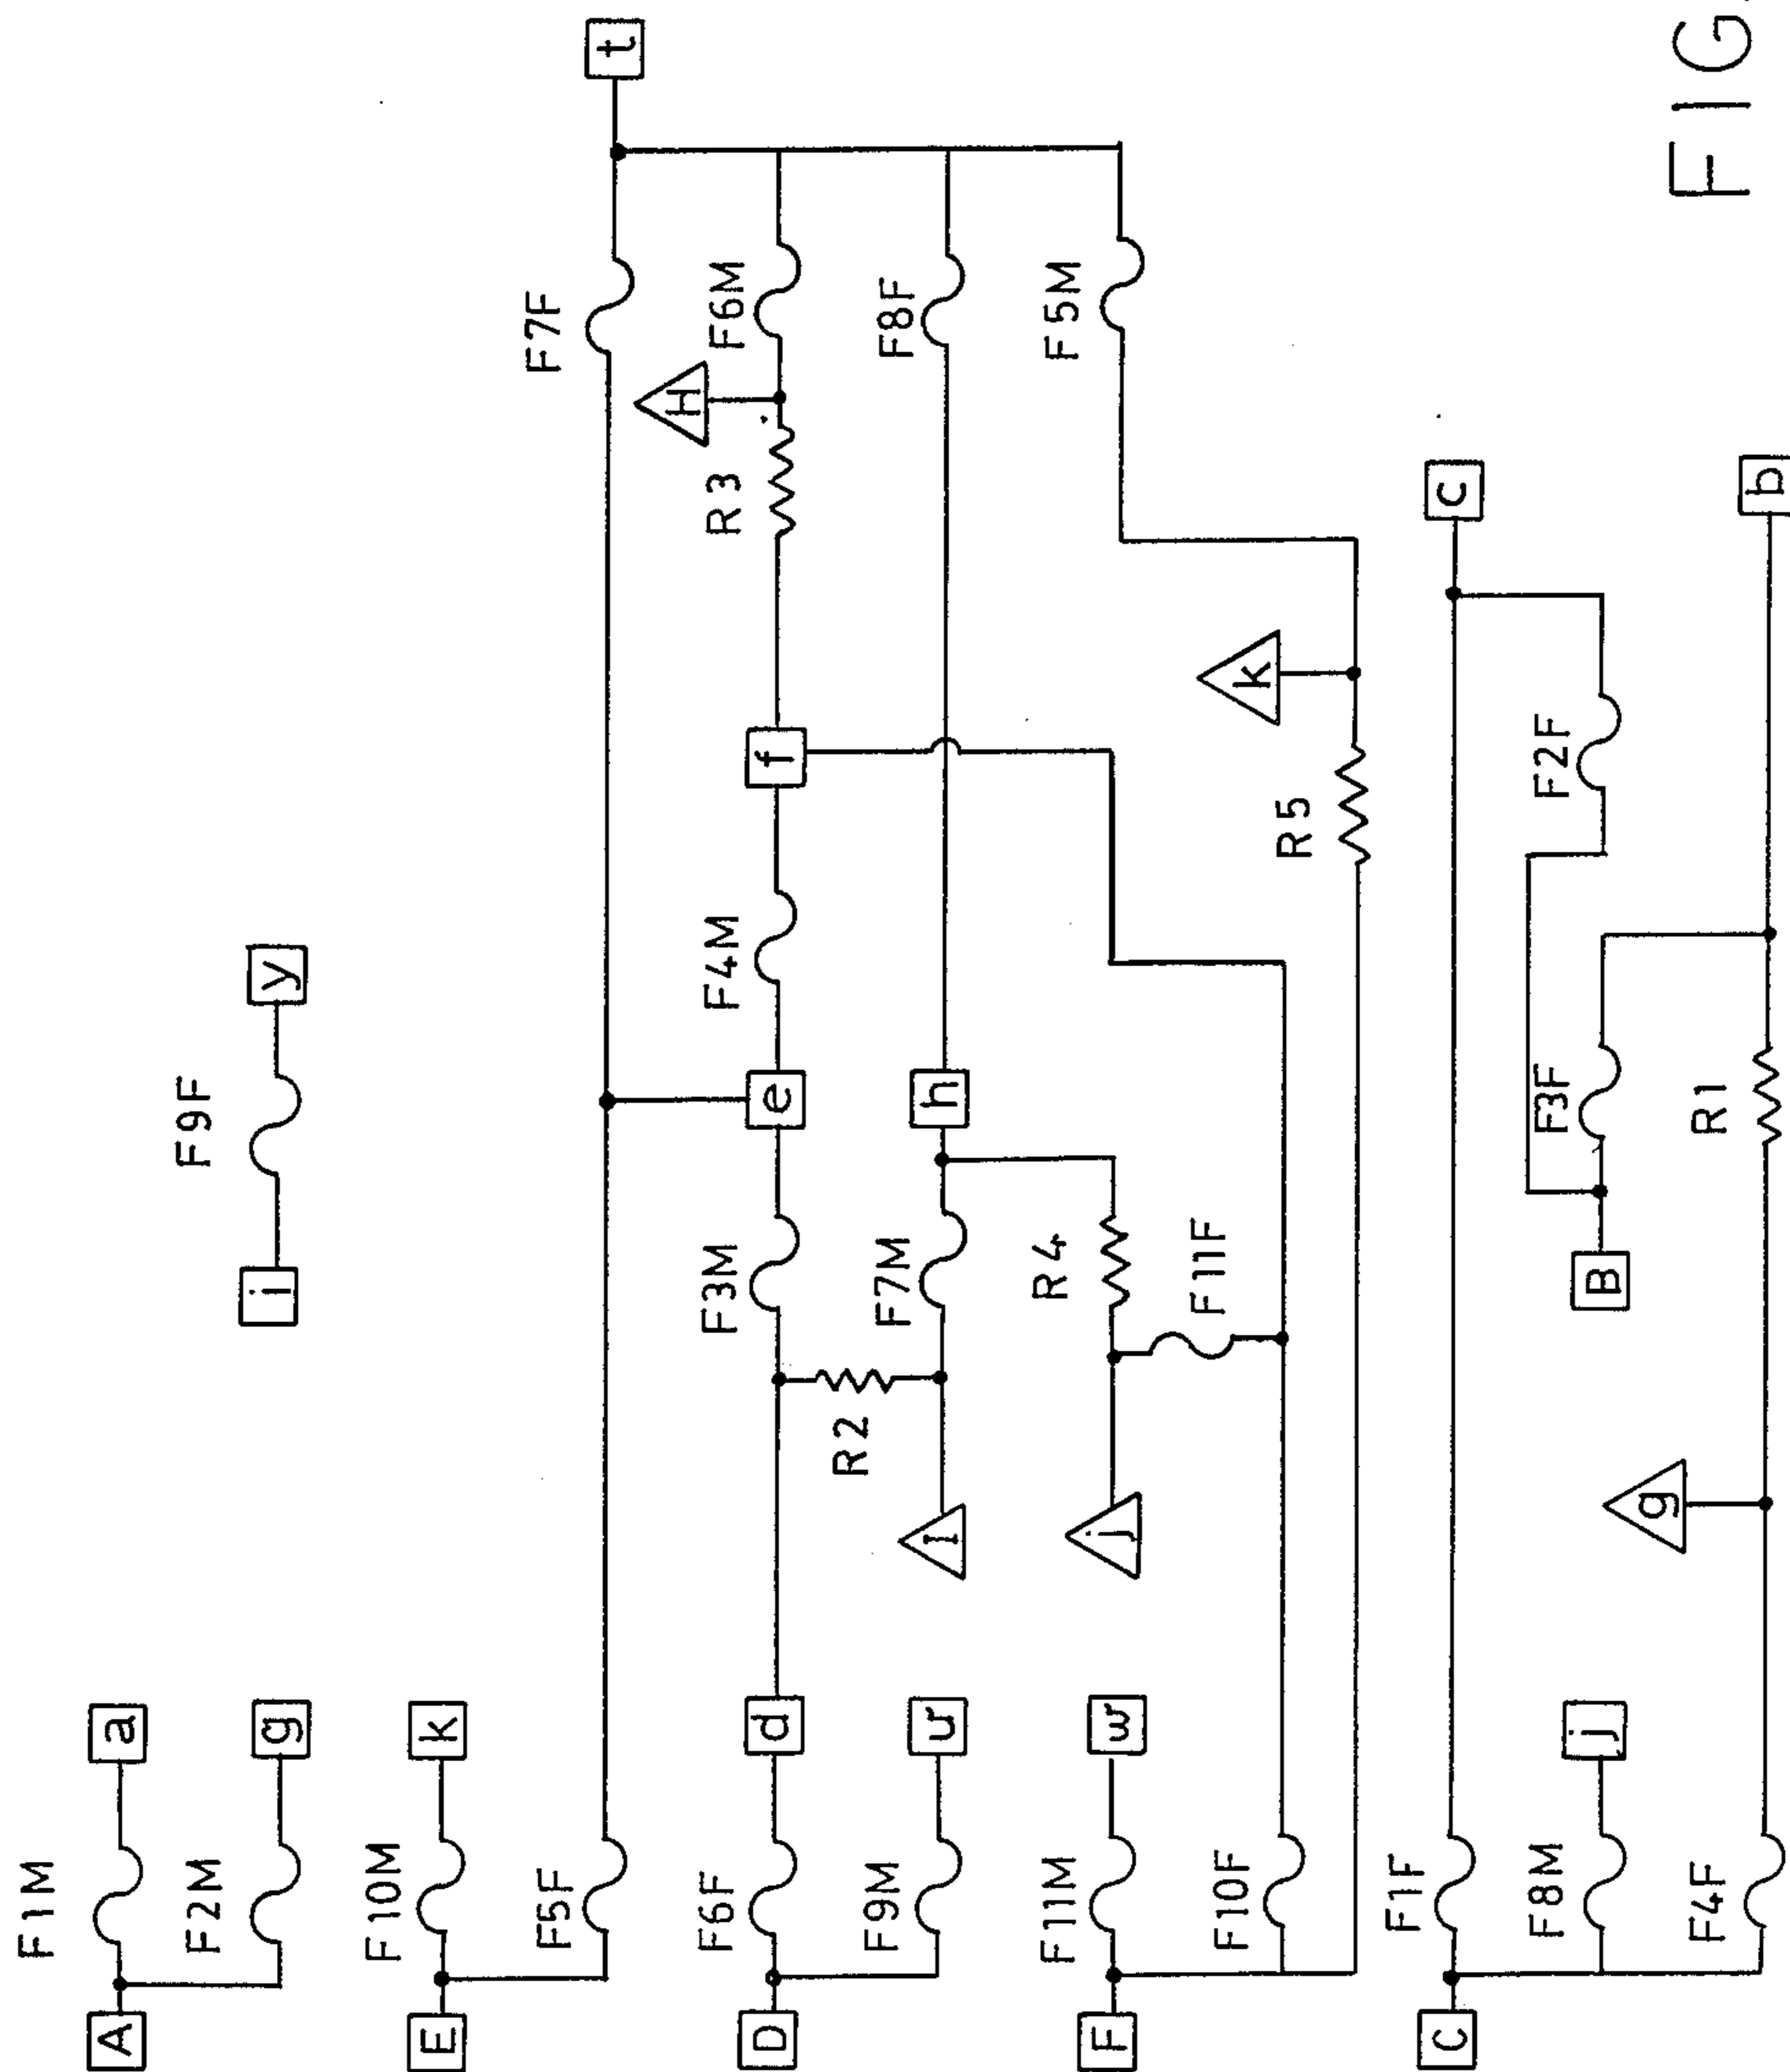 F1M
A a
F2M F9F
g i y
F10M
E k
F5F F7F
t
H
F6F F3M F4M R3 F6M
D d e f
R2
F9M F7M F8F
u I h
F11M R4 F5M
F w j
F10F F11F
k
R5
F1F
C c
F8M F3F F2F
j B
g
F4F R1
b
FIG.